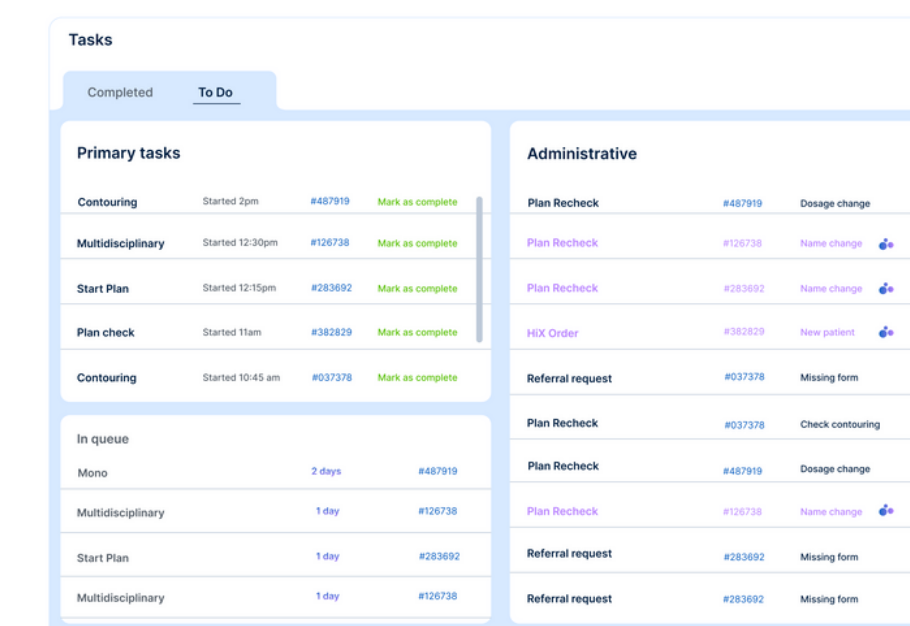 Tasks
Completed To Do
Primary tasks
Contouring Started 2pm #487919 Mark as complete
Multidisciplinary Started 12:30pm #126738 Mark as complete
Start Plan Started 12:15pm #283692 Mark as complete
Plan check Started 11am #382829 Mark as complete
Contouring Started 10:45 am #037378 Mark as complete
In queue
Mono 2 days #487919
Multidisciplinary 1 day #126738
Start Plan 1 day #283692
Multidisciplinary 1 day #126738
Administrative
Plan Recheck #487919 Dosage change
Plan Recheck #126738 Name change
Plan Recheck #283692 Name change
HiX Order #382829 New patient
Referral request #037378 Missing form
Plan Recheck #037378 Check contouring
Plan Recheck #487919 Dosage change
Plan Recheck #126738 Name change
Referral request #283692 Missing form
Referral request #283692 Missing form